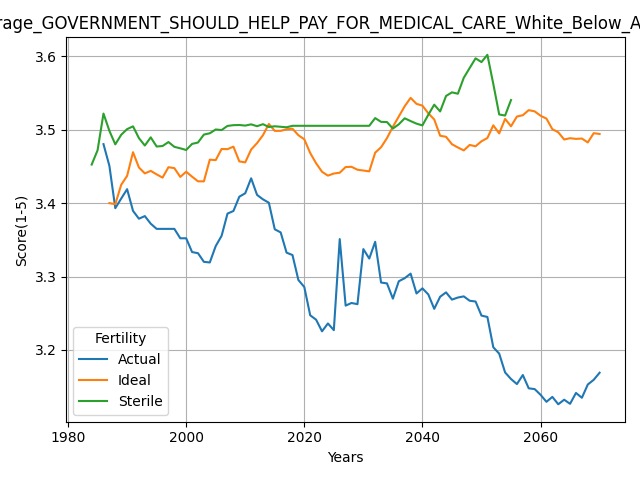 rage_GOVERNMENT_SHOULD_HELP_PAY_FOR_MEDICAL_CARE_White_Below_A
3.6
3.5
3.4
3.3
3.2
Score(1-5)
Fertility
Actual
Ideal
Sterile
1980
2000
2020
2040
2060
Years